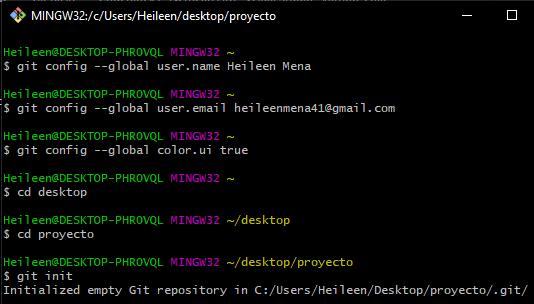 MINGW32:/c/Users/Heileen/desktop/proyecto
Heileen@DESKTOP-PHROVQL MINGW32 ~
$ git config --global user.name Heileen Mena
Heileen@DESKTOP-PHROVQL MINGW32 ~
$ git config --global user.email heileenmena41@gmail.com
Heileen@DESKTOP-PHROVQL MINGW32 ~
$ git config --global color.ui true
Heileen@DESKTOP-PHROVQL MINGW32 ~
$ cd desktop
Heileen@DESKTOP-PHROVQL MINGW32 ~/desktop
$ cd proyecto
Heileen@DESKTOP-PHROVQL MINGW32 ~/desktop/proyecto
$ git init
Initialized empty Git repository in C:/Users/Heileen/Desktop/proyecto/.git/